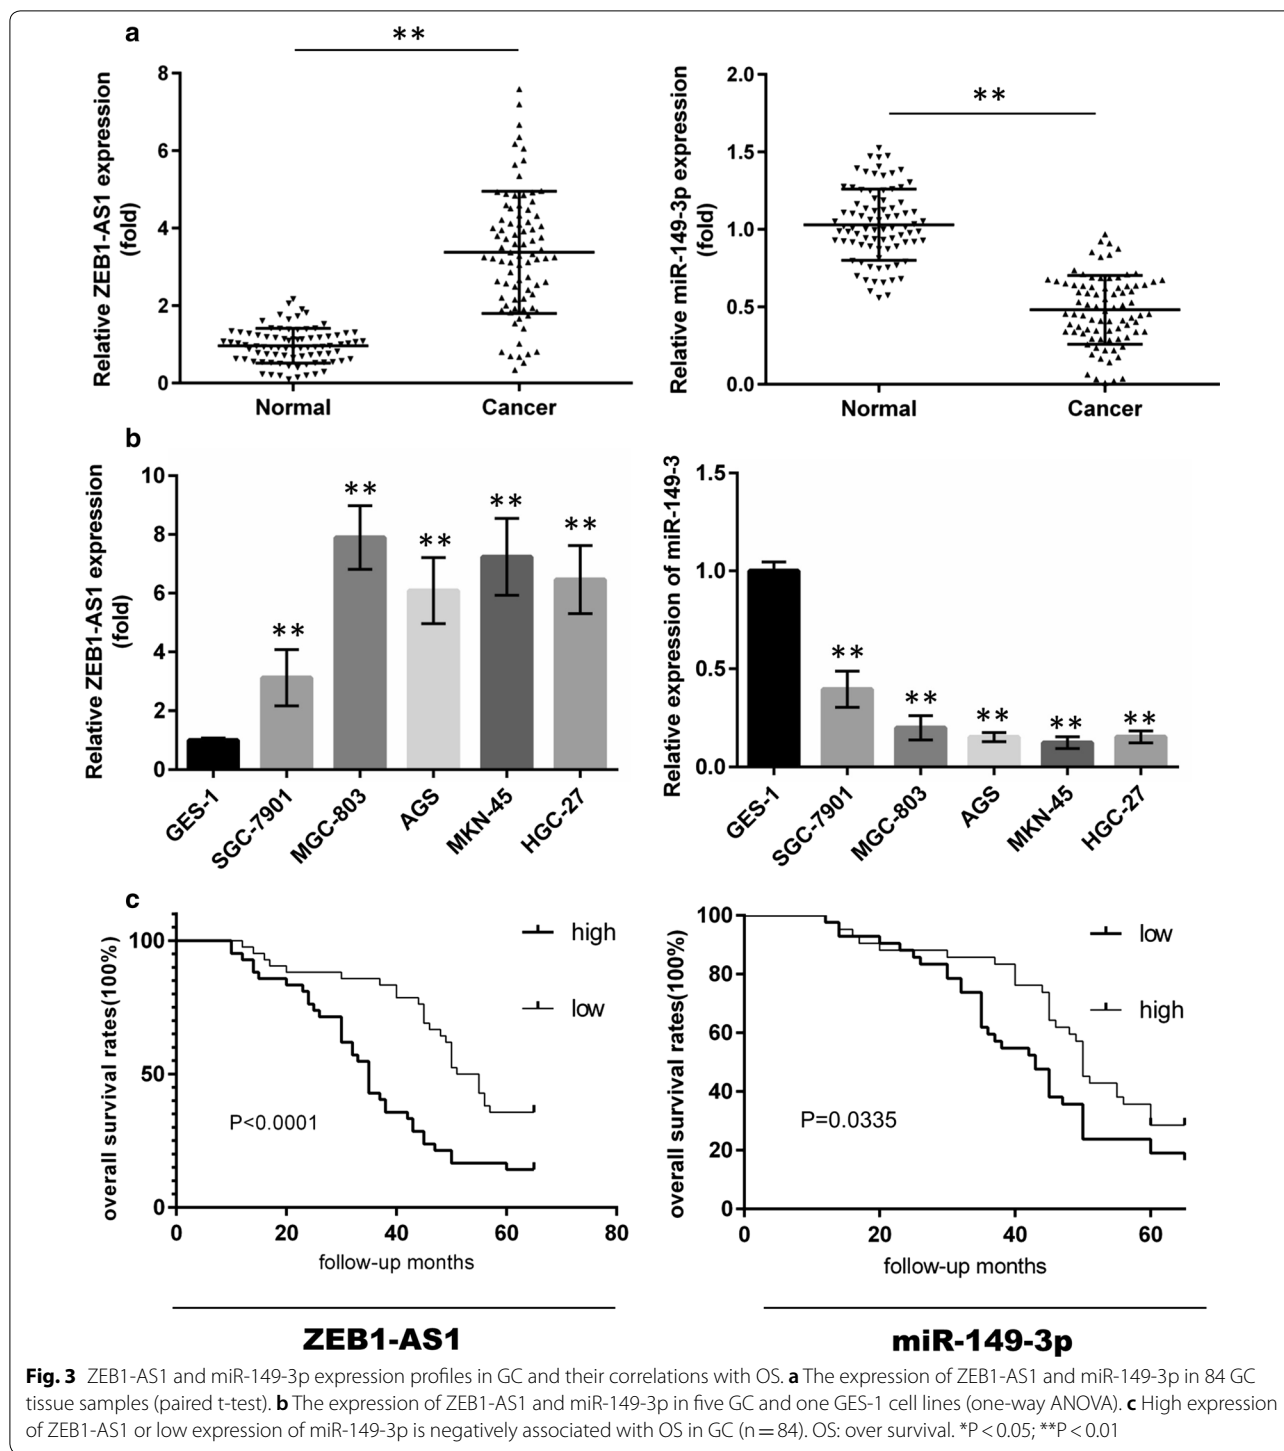 a
**
**
Relative ZEB1-AS1 expression
(fold)
8
6
4
2
0
Normal
Cancer
Relative miR-149-3p expression
(fold)
2.0
1.5
1.0
0.5
0.0
Normal
Cancer
b
Relative ZEB1-AS1 expression
(fold)
10
8
6
4
2
0
**
**
**
**
**
GES-1
SGC-7901
MGC-803
AGS
MKN-45
HGC-27
Relative expression of miR-149-3
1.5
1.0
0.5
0.0
**
**
**
**
**
GES-1
SGC-7901
MGC-803
AGS
MKN-45
HGC-27
c
overall survival rates(100%)
100
50
0
high
low
P<0.0001
0
20
40
60
80
follow-up months
ZEB1-AS1
overall survival rates(100%)
100
80
60
40
20
0
low
high
P=0.0335
0
20
40
60
follow-up months
miR-149-3p
Fig. 3 ZEB1-AS1 and miR-149-3p expression profiles in GC and their correlations with OS. a The expression of ZEB1-AS1 and miR-149-3p in 84 GC
tissue samples (paired t-test). b The expression of ZEB1-AS1 and miR-149-3p in five GC and one GES-1 cell lines (one-way ANOVA). c High expression
of ZEB1-AS1 or low expression of miR-149-3p is negatively associated with OS in GC (n = 84). OS: over survival. *P < 0.05; **P < 0.01